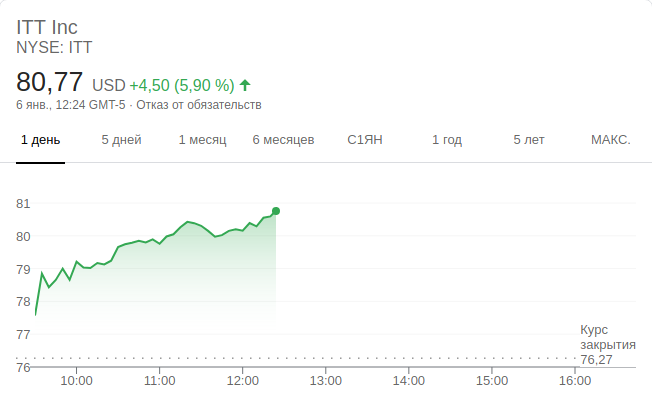 ITT Inc
NYSE: ITT
80,77 USD +4,50 (5,90 %)
6 янв., 12:24 GMT-5 · Отказ от обязательств
1 день 5 дней 1 месяц 6 месяцев С1ЯН 1 год 5 лет МАКС.
81
80
79
78
77
Курс
закрытия
76,27
76
10:00 11:00 12:00 13:00 14:00 15:00 16:00